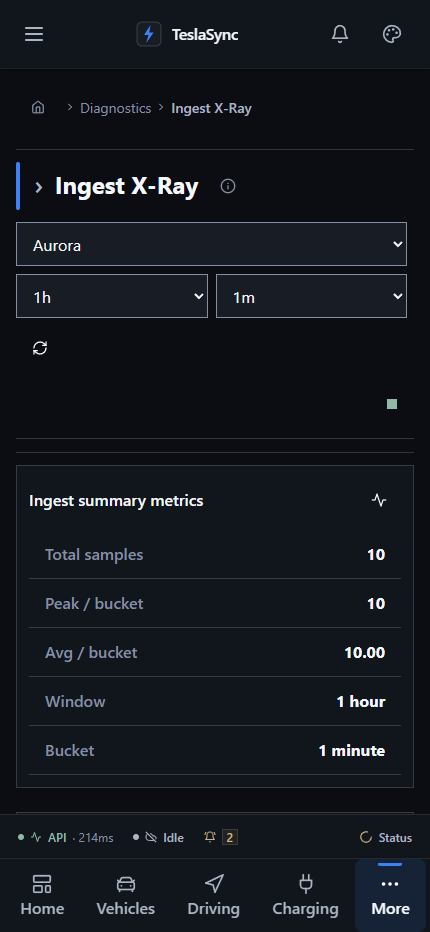 TeslaSync
Diagnostics
Ingest X-Ray
Ingest X-Ray
Aurora
1h
1m
Ingest summary metrics
Total samples 10
Peak / bucket 10
Avg / bucket 10.00
Window 1 hour
Bucket 1 minute
API · 214ms
Idle
2
Status
Home
Vehicles
Driving
Charging
More